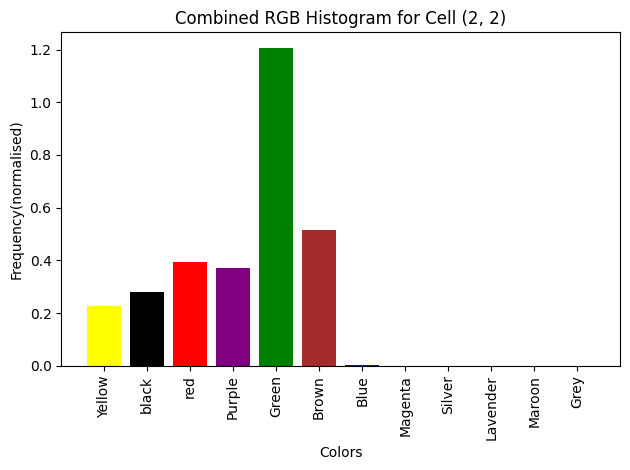 Combined RGB Histogram for Cell (2, 2)
Frequency(normalised)
1.2
1.0
0.8
0.6
0.4
0.2
0.0
Yellow
black
red
Purple
Green
Brown
Blue
Magenta
Silver
Lavender
Maroon
Grey
Colors